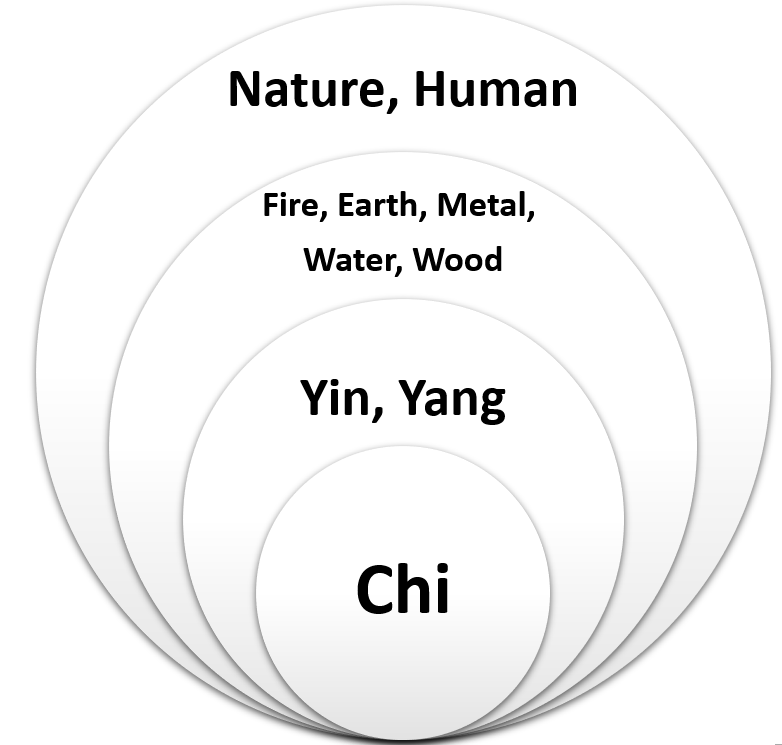 Nature, Human
Fire, Earth, Metal,
Water, Wood
Yin, Yang
Chi